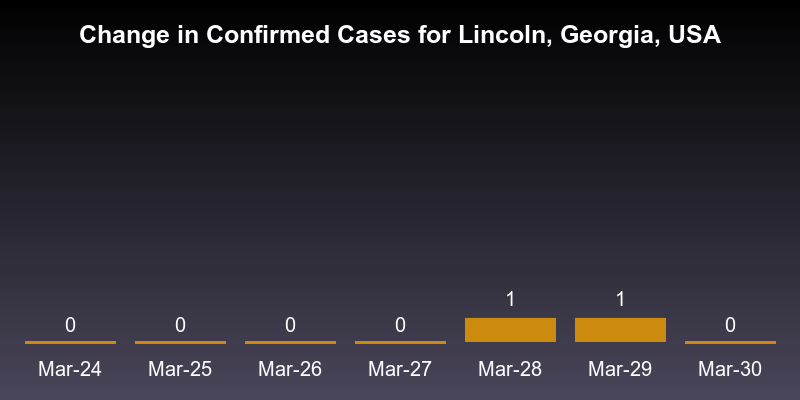 Change in Confirmed Cases for Lincoln, Georgia, USA
0 0 0 0 1 1 0
Mar-24 Mar-25 Mar-26 Mar-27 Mar-28 Mar-29 Mar-30